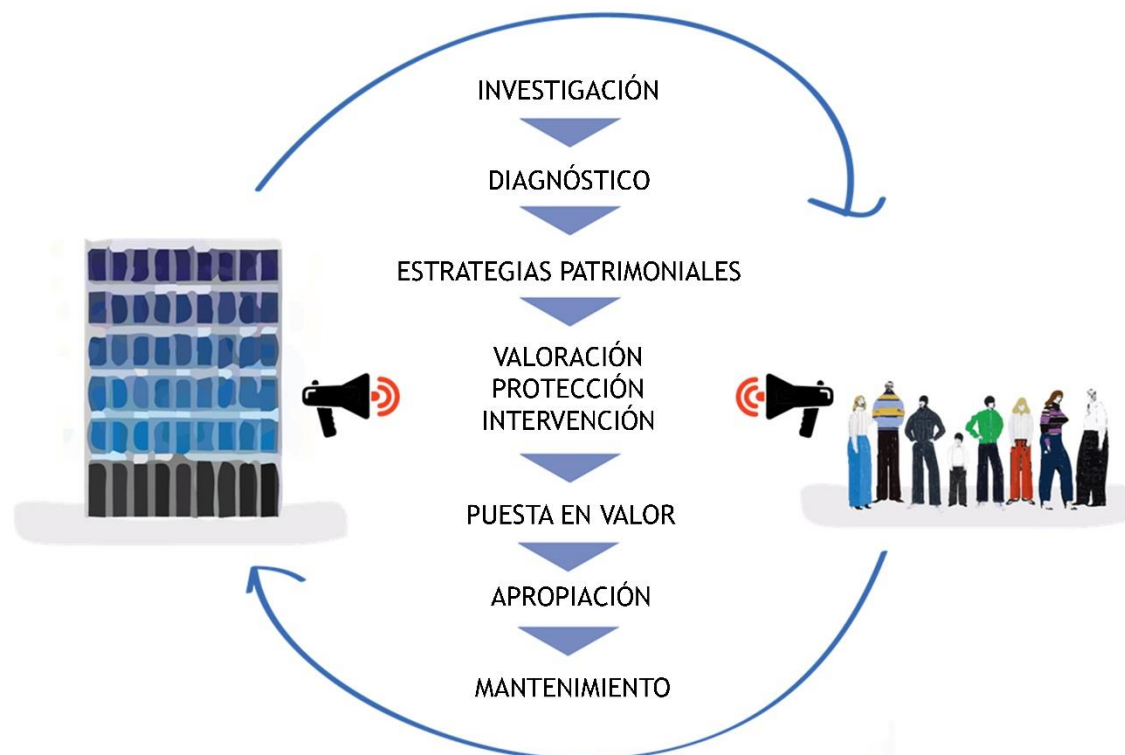 INVESTIGACIÓN
DIAGNÓSTICO
ESTRATEGIAS PATRIMONIALES
VALORACIÓN
PROTECCIÓN
INTERVENCIÓN
PUESTA EN VALOR
APROPIACIÓN
MANTENIMIENTO